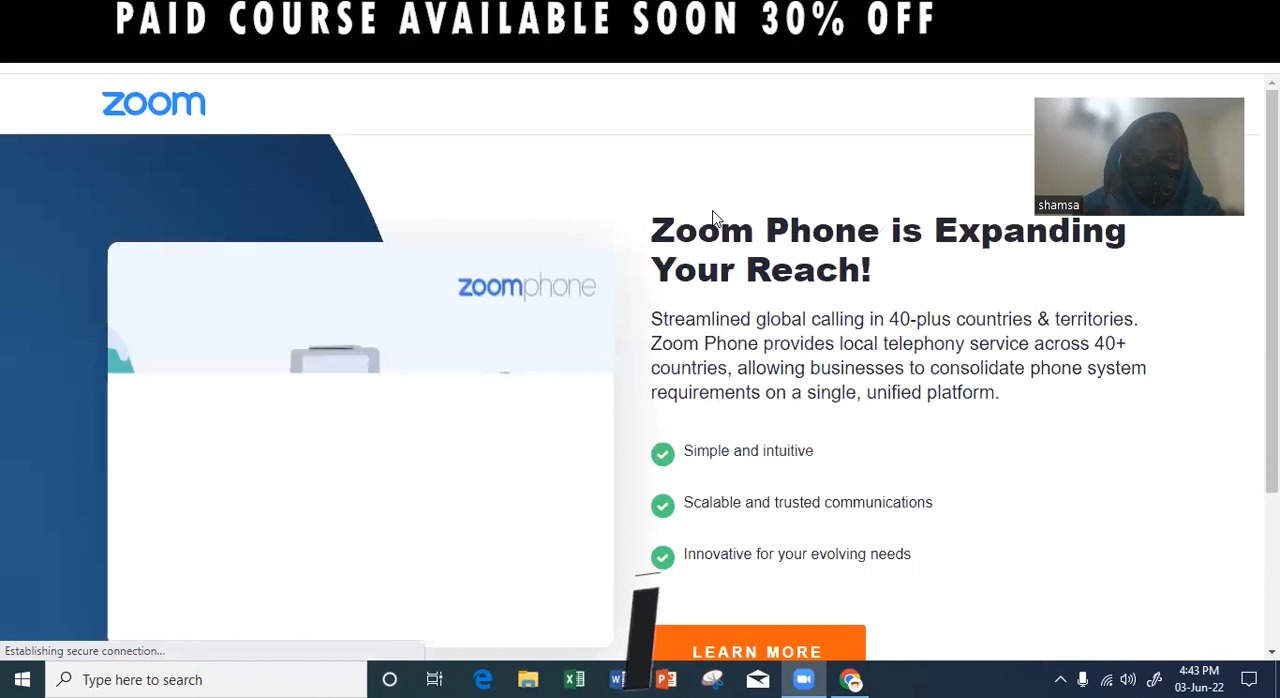 PAID COURSE AVAILABLE SOON 30% OFF
zoom
shamsa
Zoom Phone is Expanding
Your Reach!
zoomphone
Streamlined global calling in 40-plus countries & territories.
Zoom Phone provides local telephony service across 40+
countries, allowing businesses to consolidate phone system
requirements on a single, unified platform.
Simple and intuitive
Scalable and trusted communications
Innovative for your evolving needs
LEARN MORE
Establishing secure connection...
Type here to search
4:43 PM
03-Jun-22